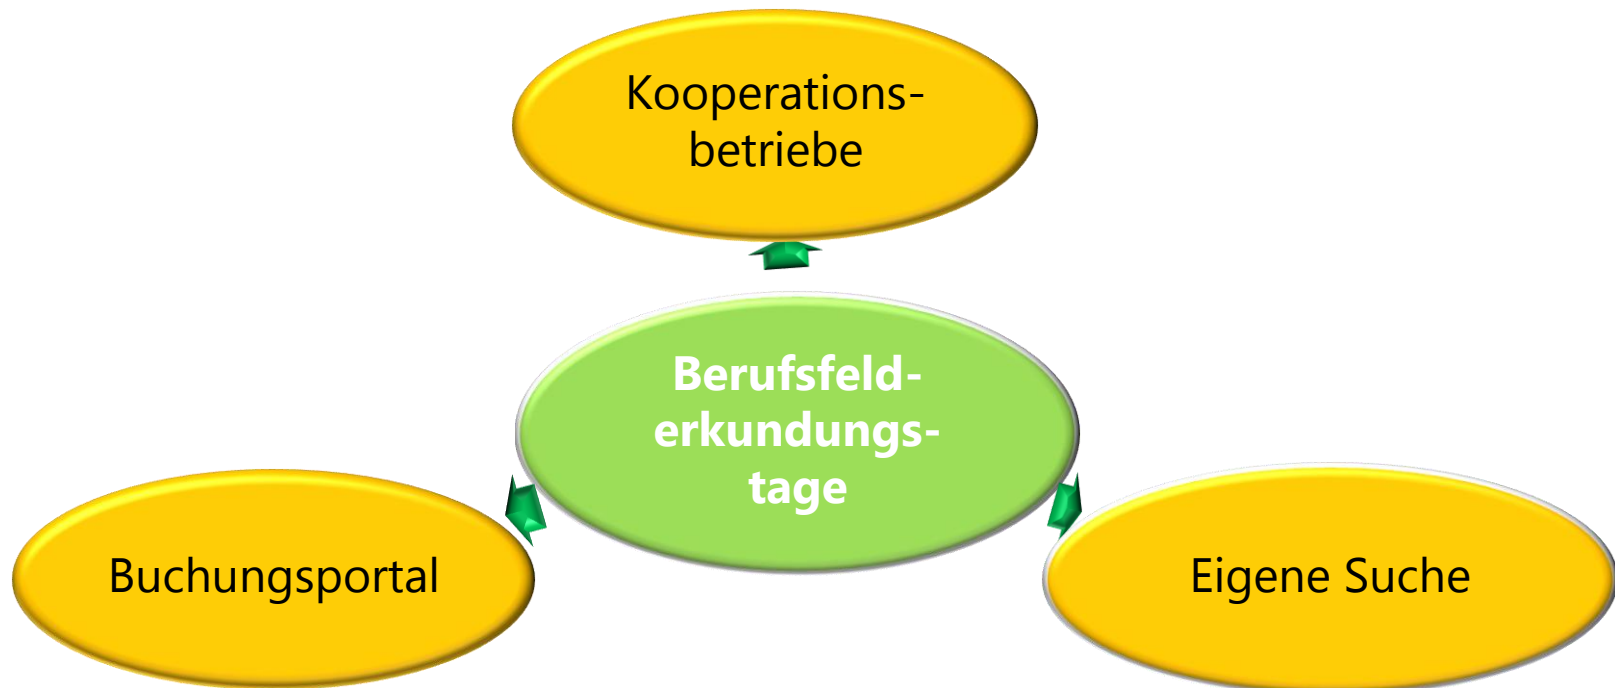 Kooperations-
betriebe
Berufsfeld-
erkundungs-
tage
Buchungsportal
Eigene Suche